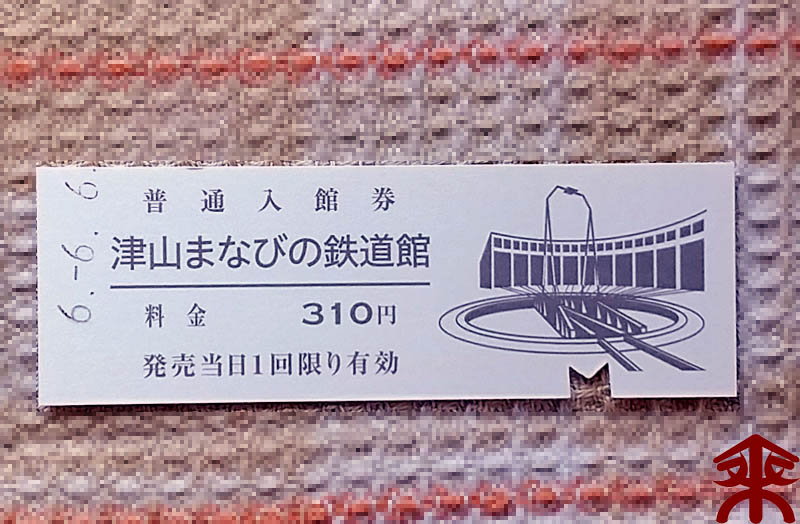 6.-6.6.
普通入館券
津山まなびの鉄道館
料金 310円
発売当日1回限り有効